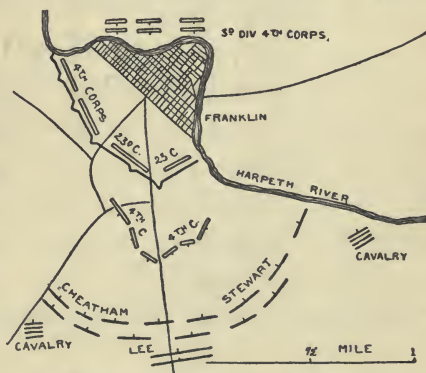 3D DIV 4TH CORPS.
4TH CORPS
FRANKLIN
23D C.
23 C
HARPETH RIVER
4TH C
4TH C
CAVALRY
CHEATHAM
STEWART
CAVALRY
LEE
1/2 MILE 1